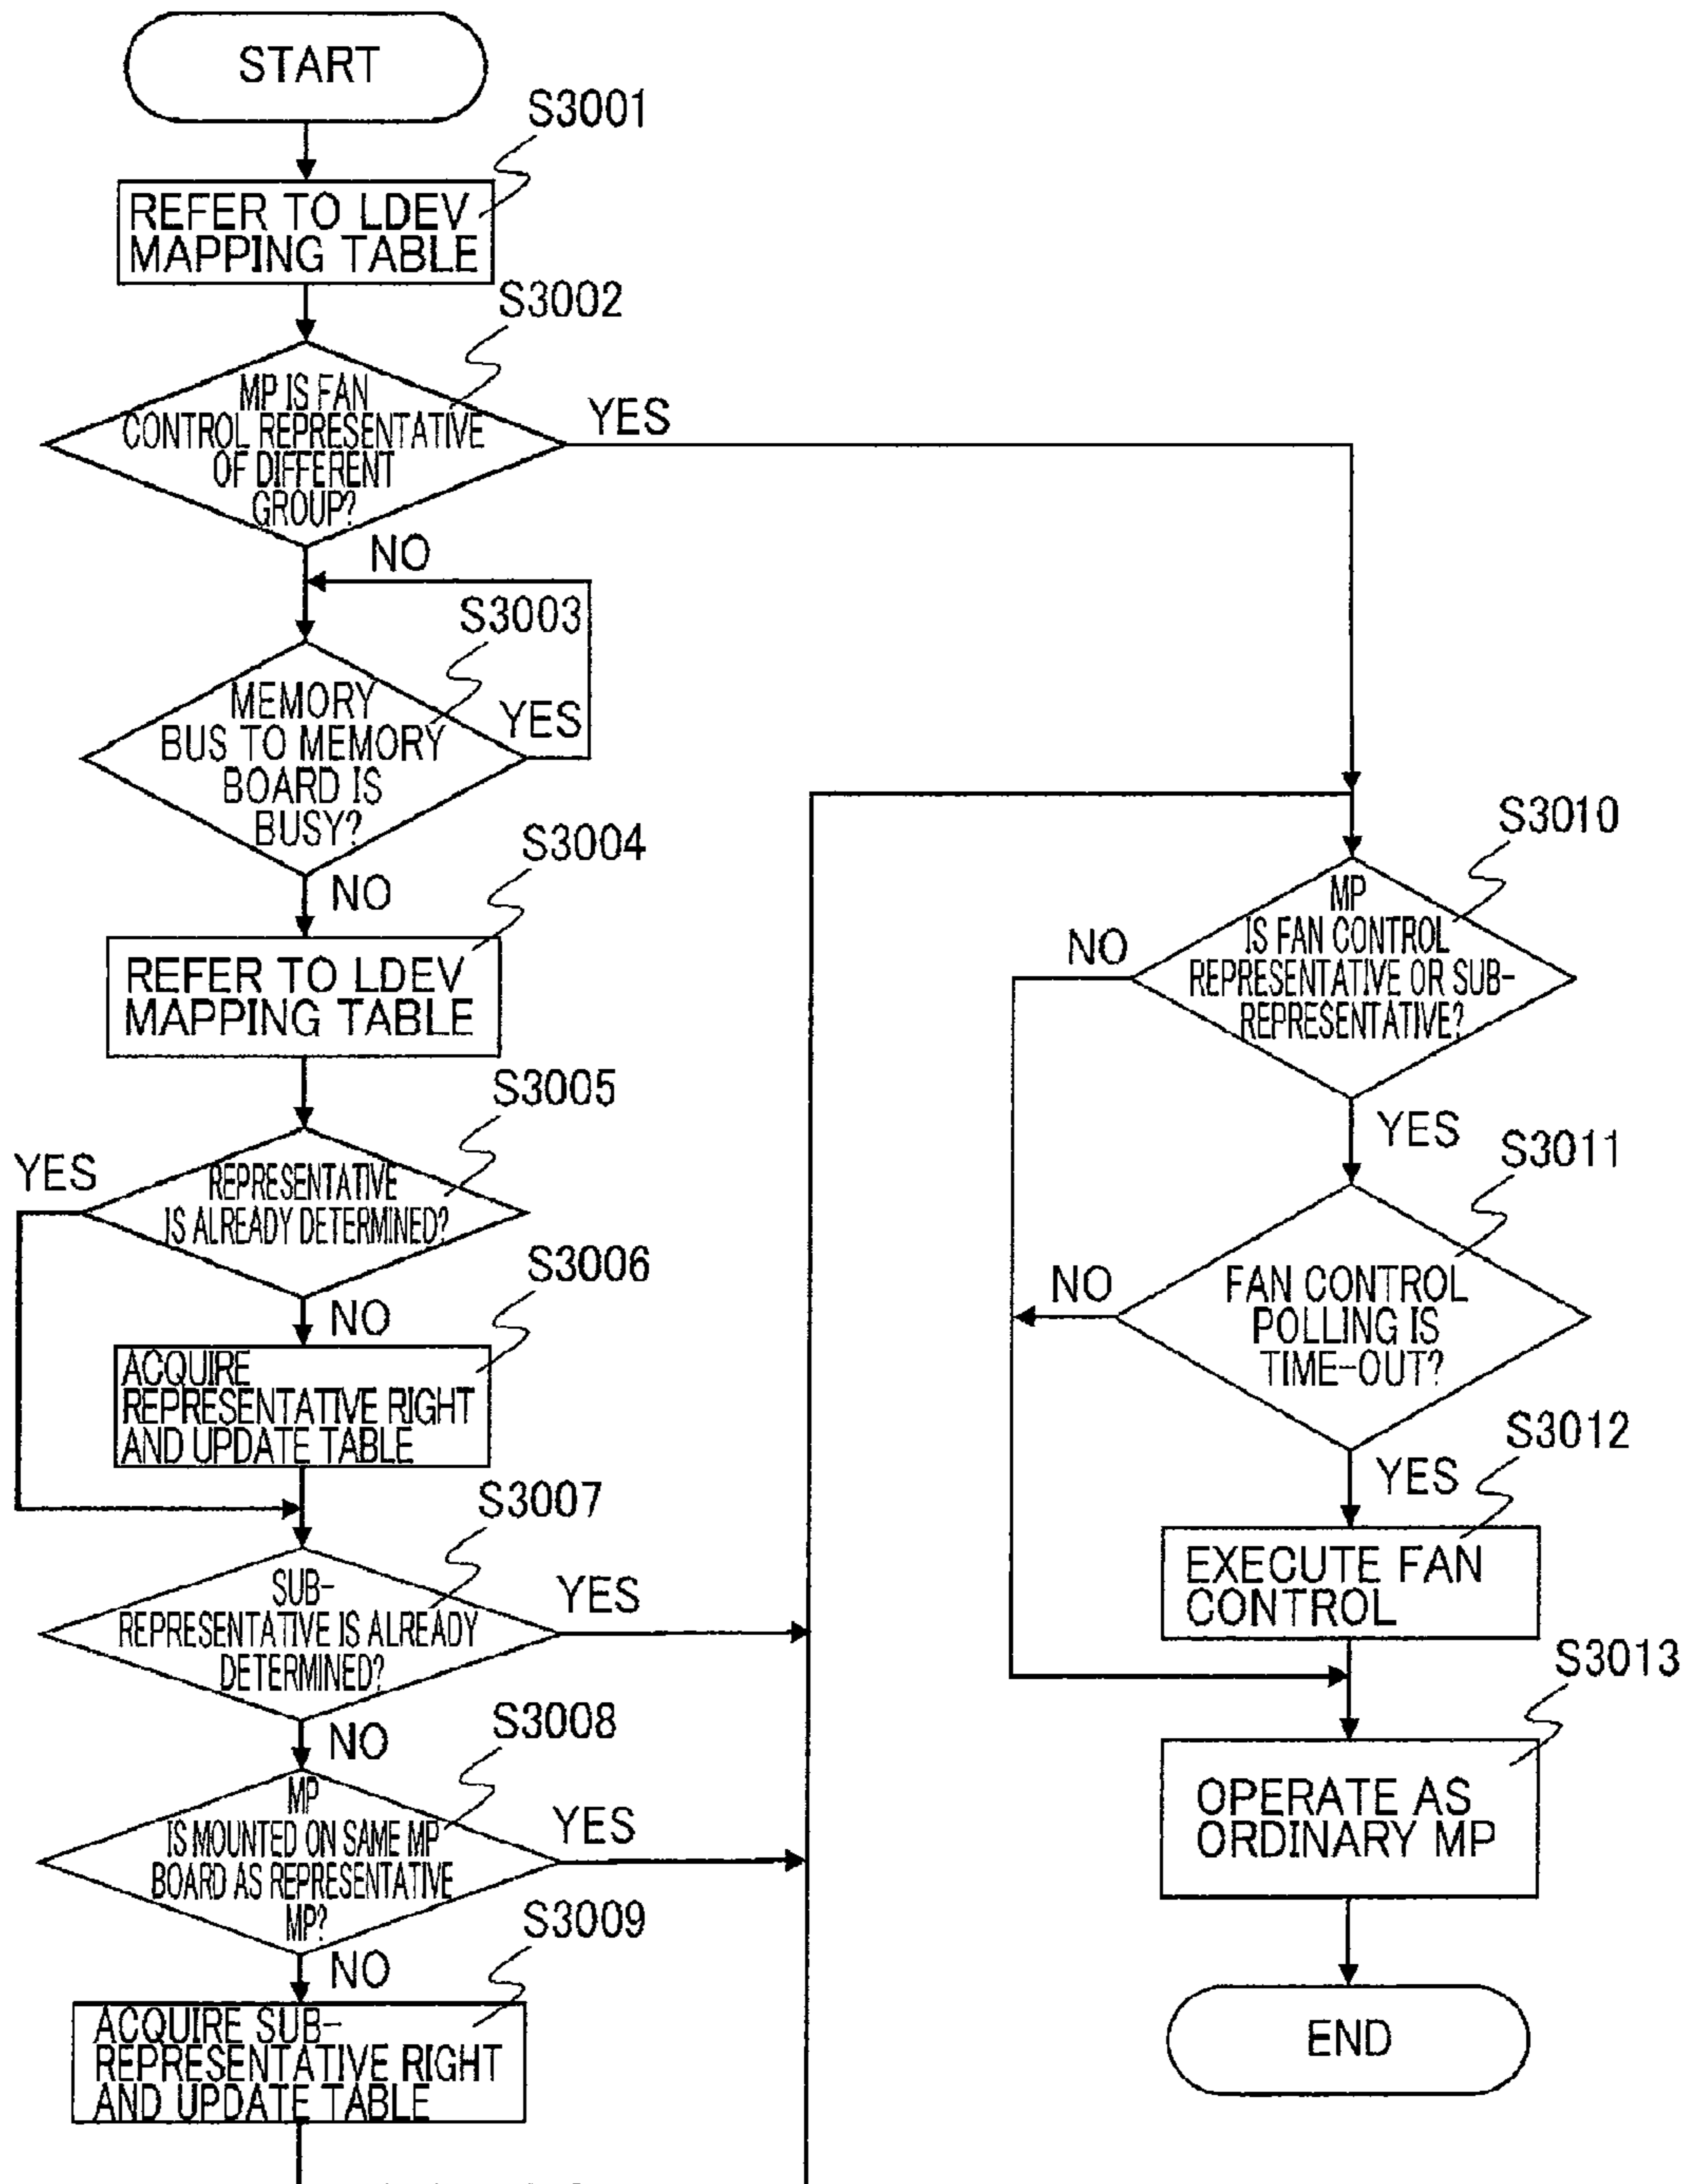 START
S3001
REFER TO LDEV
MAPPING TABLE
S3002
MP IS FAN
CONTROL REPRESENTATIVE
OF DIFFERENT
GROUP?
YES
NO
S3003
MEMORY
BUS TO MEMORY
BOARD IS
BUSY?
YES
NO
S3004
REFER TO LDEV
MAPPING TABLE
S3005
YES
REPRESENTATIVE
IS ALREADY DETERMINED?
NO
S3006
ACQUIRE
REPRESENTATIVE RIGHT
AND UPDATE TABLE
S3007
SUB-
REPRESENTATIVE IS ALREADY
DETERMINED?
YES
NO
S3008
MP
IS MOUNTED ON SAME MP
BOARD AS REPRESENTATIVE
MP?
YES
NO
S3009
ACQUIRE SUB-
REPRESENTATIVE RIGHT
AND UPDATE TABLE
S3010
MP
IS FAN CONTROL
REPRESENTATIVE OR SUB-
REPRESENTATIVE?
NO
YES
S3011
FAN CONTROL
POLLING IS
TIME-OUT?
NO
YES
S3012
EXECUTE FAN
CONTROL
S3013
OPERATE AS
ORDINARY MP
END